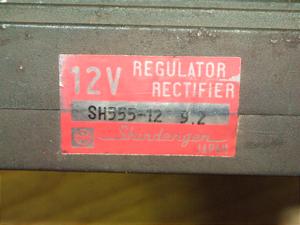 12V REGULATOR
RECTIFIER
SH555-12 9.2
Shindengen
JAPAN